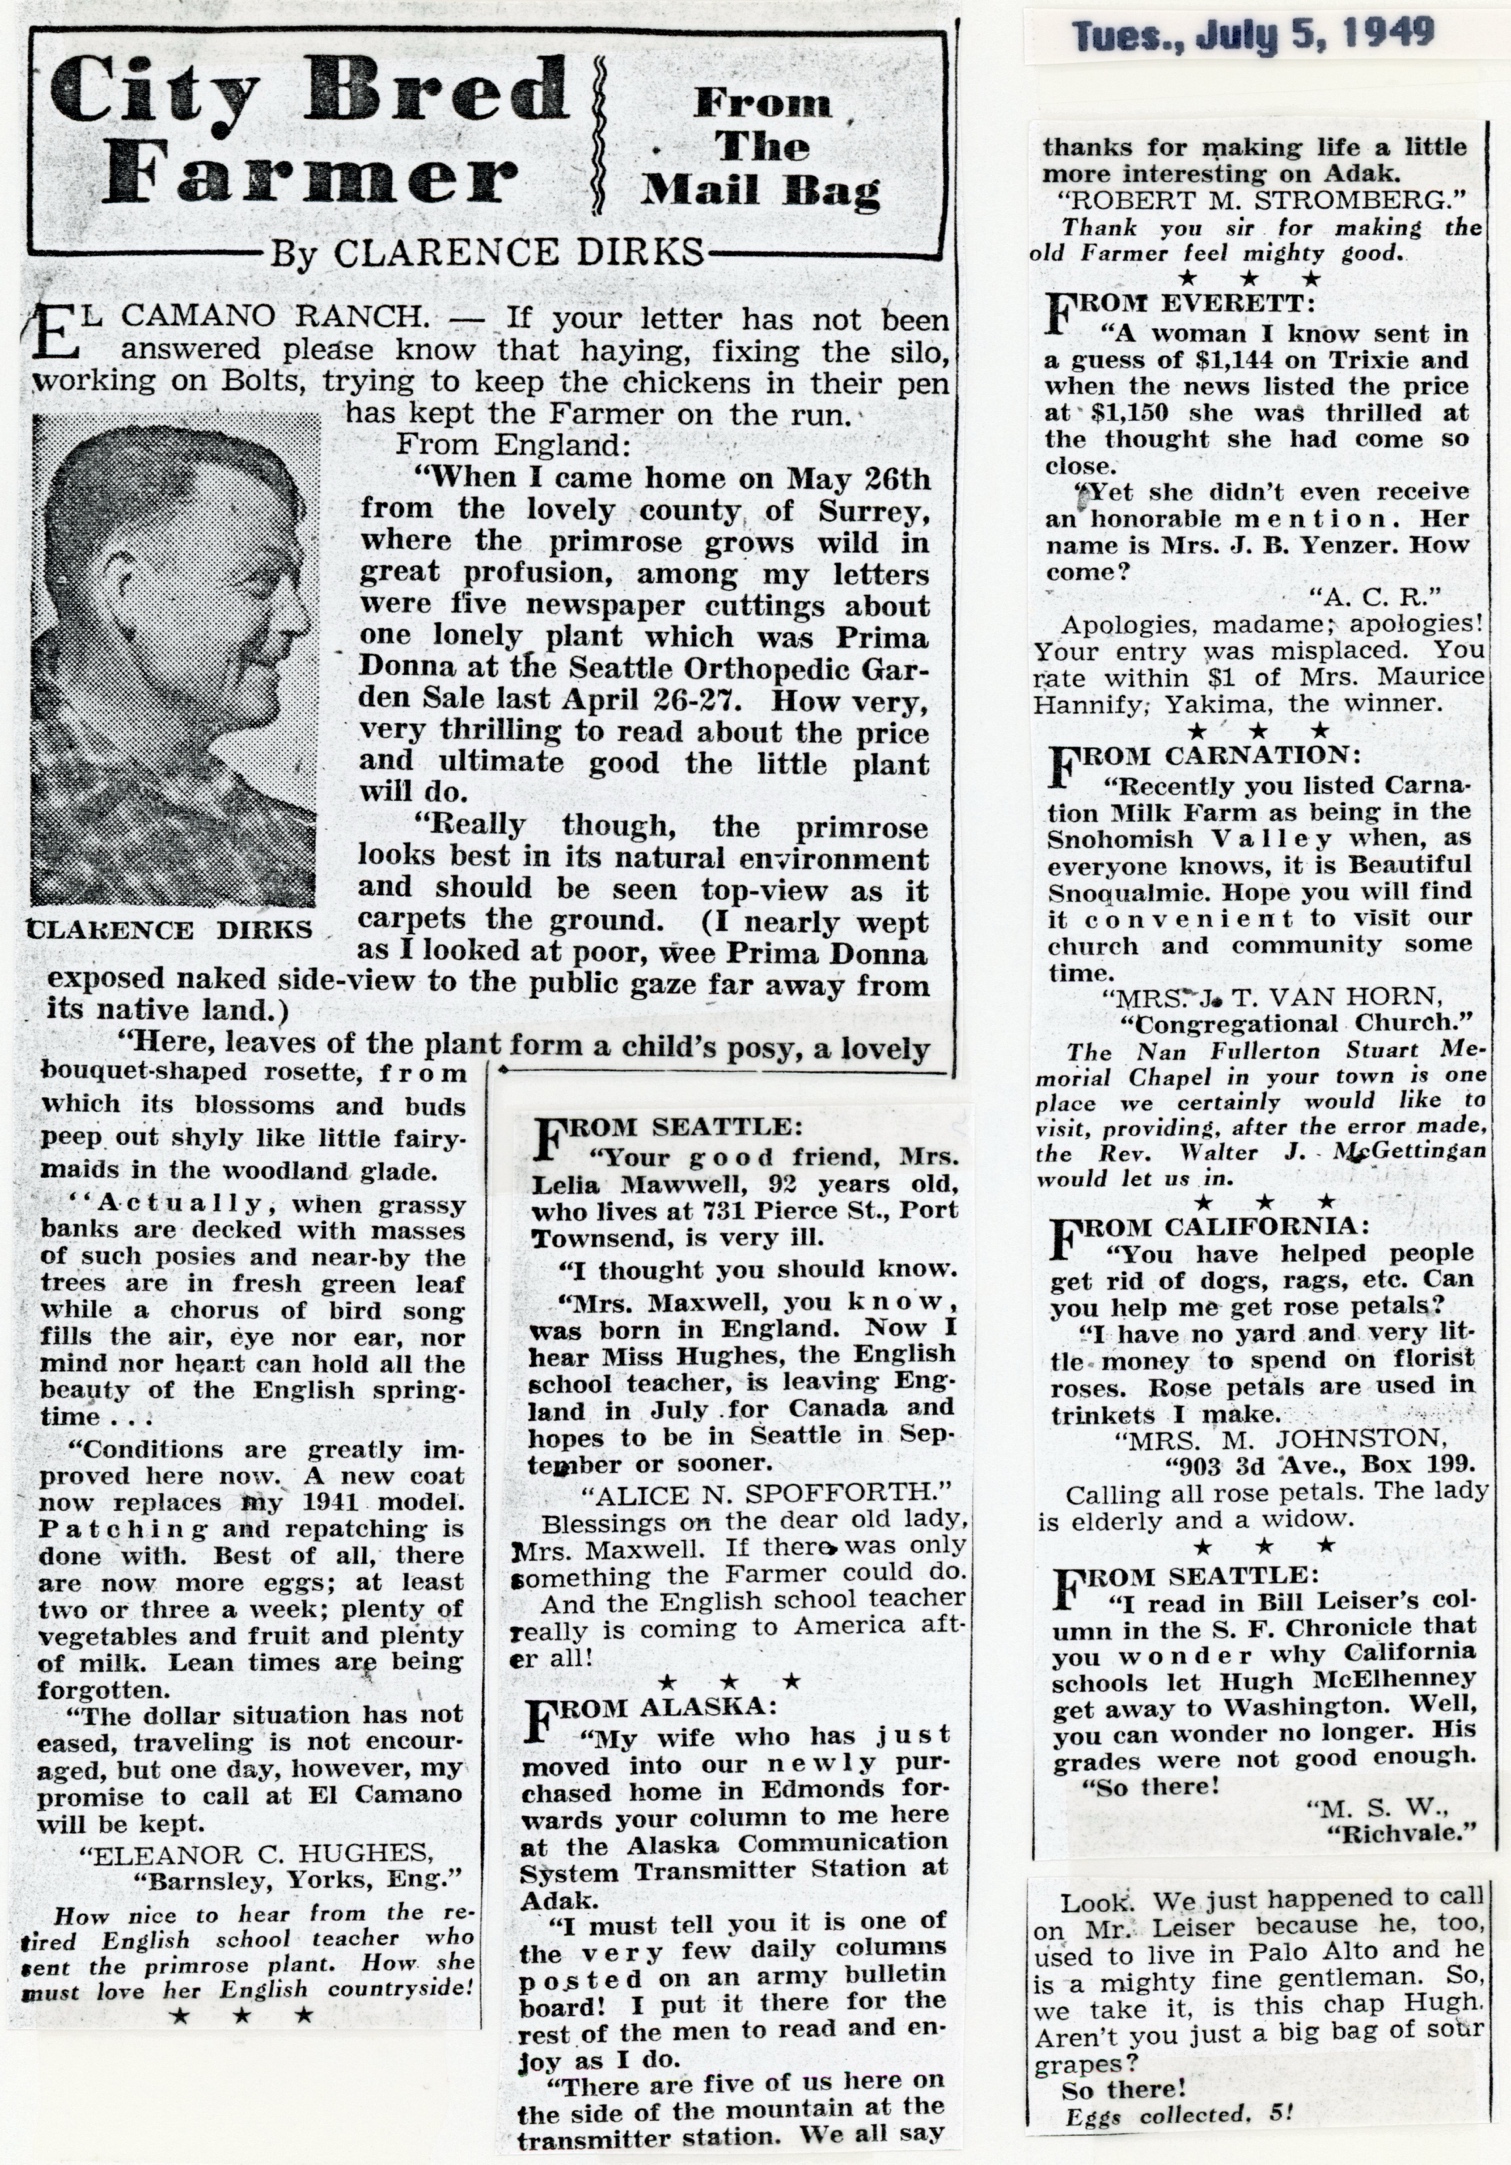 City Bred
Farmer
From
The
Mail Bag
By CLARENCE DIRKS
Tues., July 5, 1949
EL CAMANO RANCH. — If your letter has not been
answered please know that haying, fixing the silo,
working on Bolts, trying to keep the chickens in their pen
has kept the Farmer on the run.
From England:
"When I came home on May 26th
from the lovely county of Surrey,
where the primrose grows wild in
great profusion, among my letters
were five newspaper cuttings about
one lonely plant which was Prima
Donna at the Seattle Orthopedic Gar-
den Sale last April 26-27. How very,
very thrilling to read about the price
and ultimate good the little plant
will do.
"Really though, the primrose
looks best in its natural environment
and should be seen top-view as it
carpets the ground. (I nearly wept
as I looked at poor, wee Prima Donna
CLARENCE DIRKS
exposed naked side-view to the public gaze far away from
its native land.)
"Here, leaves of the plant form a child's posy, a lovely
bouquet-shaped rosette, from
which its blossoms and buds
peep out shyly like little fairy-
maids in the woodland glade.
"Actually, when grassy
banks are decked with masses
of such posies and near-by the
trees are in fresh green leaf
while a chorus of bird song
fills the air, eye nor ear, nor
mind nor heart can hold all the
beauty of the English spring-
time . . .
"Conditions are greatly im-
proved here now. A new coat
now replaces my 1941 model.
Patching and repatching is
done with. Best of all, there
are now more eggs; at least
two or three a week; plenty of
vegetables and fruit and plenty
of milk. Lean times are being
forgotten.
"The dollar situation has not
eased, traveling is not encour-
aged, but one day, however, my
promise to call at El Camano
will be kept.
"ELEANOR C. HUGHES,
"Barnsley, Yorks, Eng."
How nice to hear from the re-
tired English school teacher who
sent the primrose plant. How she
must love her English countryside!
★ ★ ★
FROM SEATTLE:
"Your good friend, Mrs.
Lelia Mawwell, 92 years old,
who lives at 731 Pierce St., Port
Townsend, is very ill.
"I thought you should know.
"Mrs. Maxwell, you know,
was born in England. Now I
hear Miss Hughes, the English
school teacher, is leaving Eng-
land in July for Canada and
hopes to be in Seattle in Sep-
tember or sooner.
"ALICE N. SPOFFORTH."
Blessings on the dear old lady,
Mrs. Maxwell. If there was only
something the Farmer could do.
And the English school teacher
really is coming to America aft-
er all!
★ ★ ★
FROM ALASKA:
"My wife who has just
moved into our newly pur-
chased home in Edmonds for-
wards your column to me here
at the Alaska Communication
System Transmitter Station at
Adak.
"I must tell you it is one of
the very few daily columns
posted on an army bulletin
board! I put it there for the
rest of the men to read and en-
joy as I do.
"There are five of us here on
the side of the mountain at the
transmitter station. We all say
thanks for making life a little
more interesting on Adak.
"ROBERT M. STROMBERG."
Thank you sir for making the
old Farmer feel mighty good.
★ ★ ★
FROM EVERETT:
"A woman I know sent in
a guess of $1,144 on Trixie and
when the news listed the price
at $1,150 she was thrilled at
the thought she had come so
close.
"Yet she didn't even receive
an honorable mention. Her
name is Mrs. J. B. Yenzer. How
come?
"A. C. R."
Apologies, madame; apologies!
Your entry was misplaced. You
rate within $1 of Mrs. Maurice
Hannify; Yakima, the winner.
★ ★ ★
FROM CARNATION:
"Recently you listed Carna-
tion Milk Farm as being in the
Snohomish Valley when, as
everyone knows, it is Beautiful
Snoqualmic. Hope you will find
it convenient to visit our
church and community some
time.
"MRS. J. T. VAN HORN,
"Congregational Church."
The Nan Fullerton Stuart Me-
morial Chapel in your town is one
place we certainly would like to
visit, providing, after the error made,
the Rev. Walter J. McGettingan
would let us in.
★ ★ ★
FROM CALIFORNIA:
"You have helped people
get rid of dogs, rags, etc. Can
you help me get rose petals?
"I have no yard and very lit-
tle money to spend on florist
roses. Rose petals are used in
trinkets I make.
"MRS. M. JOHNSTON,
"903 3d Ave., Box 199.
Calling all rose petals. The lady
is elderly and a widow.
★ ★ ★
FROM SEATTLE:
"I read in Bill Leiser's col-
umn in the S. F. Chronicle that
you wonder why California
schools let Hugh McElhenney
get away to Washington. Well,
you can wonder no longer. His
grades were not good enough.
"So there!
"M. S. W.,
"Richvale."
Look. We just happened to call
on Mr. Leiser because he, too,
used to live in Palo Alto and he
is a mighty fine gentleman. So,
we take it, is this chap Hugh.
Aren't you just a big bag of sour
grapes?
So there!
Eggs collected, 5!